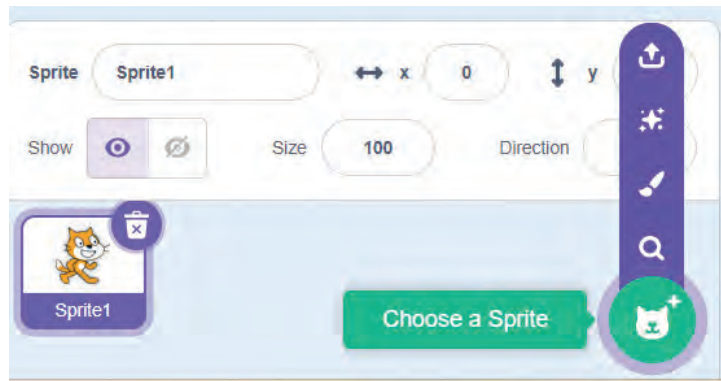 Sprite Sprite1 x 0 y
Show Size 100 Direction
Sprite1
Choose a Sprite